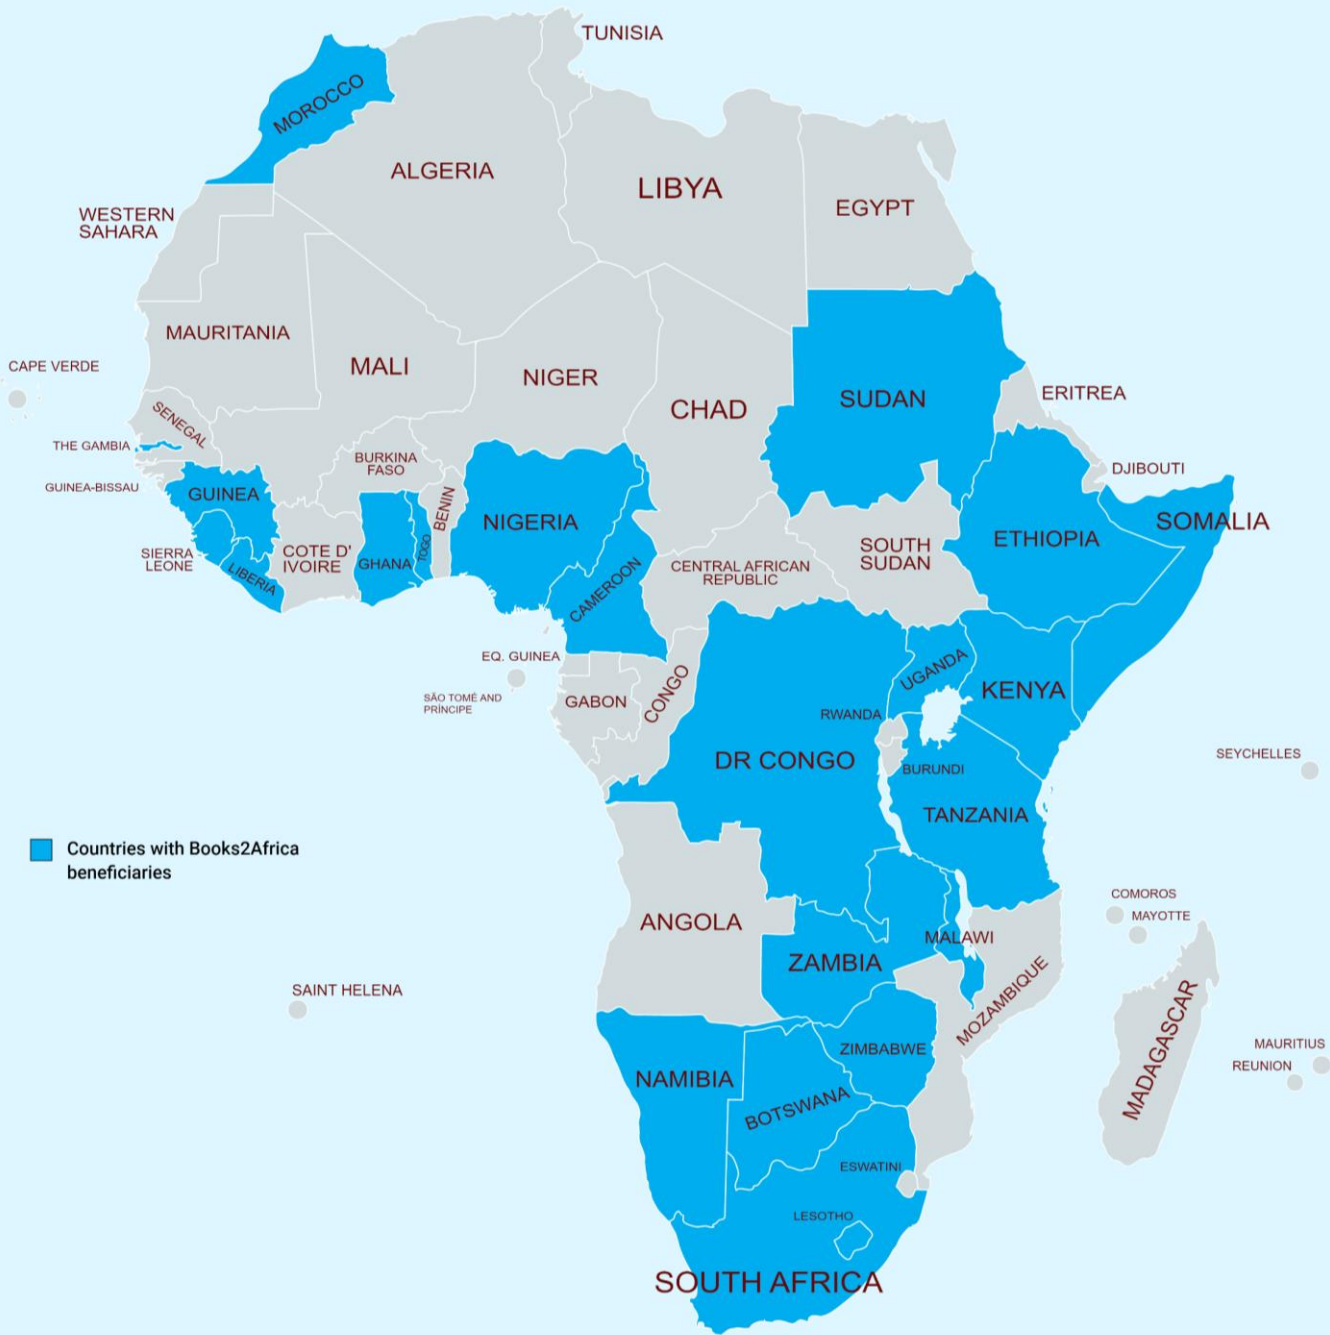 TUNISIA
MOROCCO
ALGERIA
LIBYA
EGYPT
WESTERN
SAHARA
MAURITANIA
MALI
NIGER
CHAD
SUDAN
ERITREA
CAPE VERDE
SENEGAL
THE GAMBIA
BURKINA
FASO
DJIBOUTI
GUINEA-BISSAU
GUINEA
BENIN
NIGERIA
SOMALIA
ETHIOPIA
SIERRA
LEONE
LIBERIA
COTE D'
IVOIRE
GHANA
TOGO
CAMEROON
CENTRAL AFRICAN
REPUBLIC
SOUTH
SUDAN
EQ. GUINEA
SÃO TOMÉ AND
PRÍNCIPE
GABON
CONGO
UGANDA
KENYA
RWANDA
DR CONGO
BURUNDI
SEYCHELLES
TANZANIA
Countries with Books2Africa
beneficiaries
ANGOLA
COMOROS
MAYOTTE
MALAWI
ZAMBIA
SAINT HELENA
MOZAMBIQUE
MADAGASCAR
ZIMBABWE
MAURITIUS
REUNION
NAMIBIA
BOTSWANA
ESWATINI
LESOTHO
SOUTH AFRICA